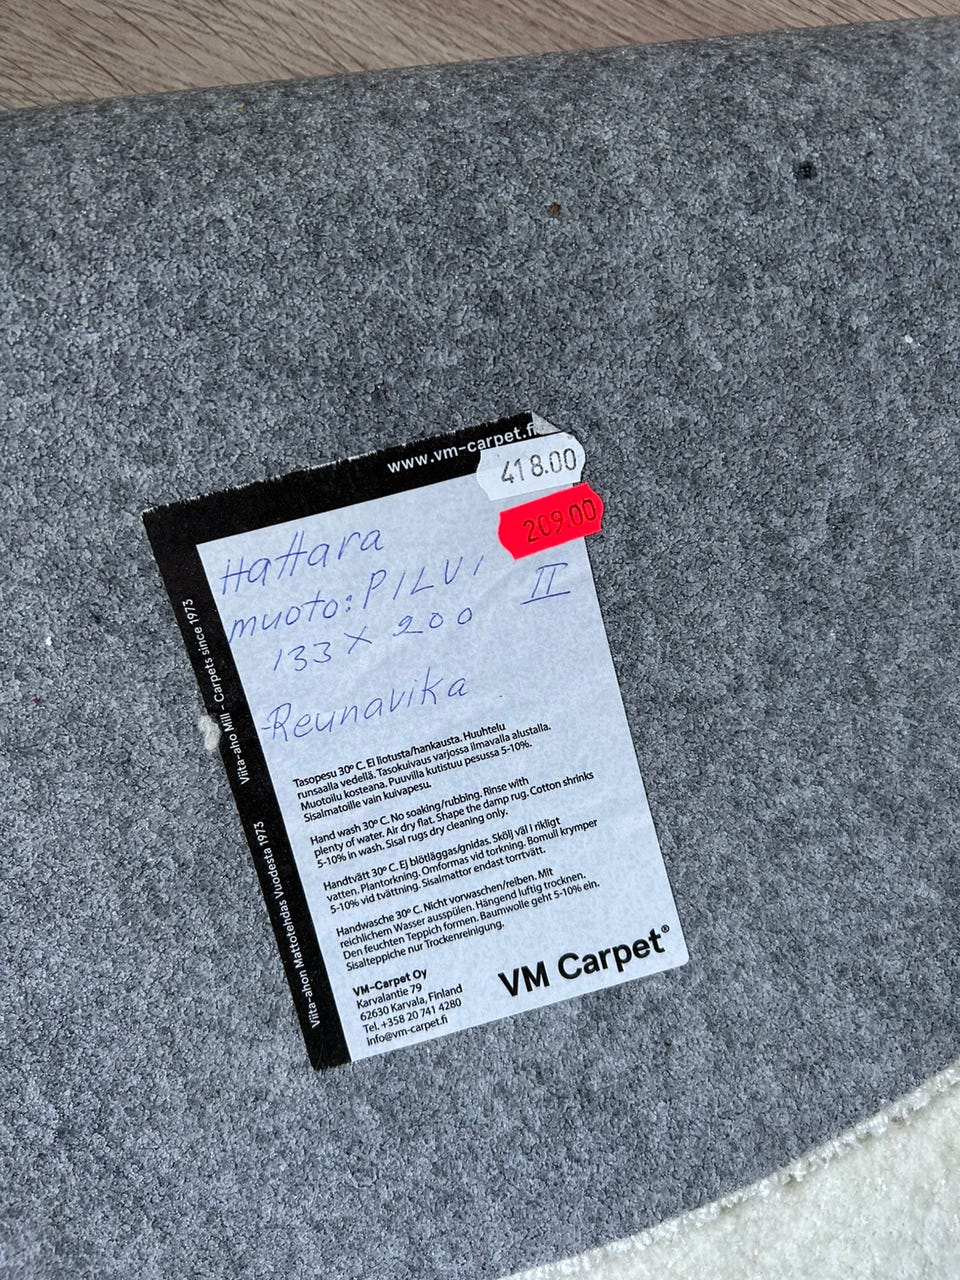 www.vm-carpet.fi
418.00
209.00
Hattara
muoto: PILVI II
133 X 200
-Reunavika
Viita-aho Mill - Carpets since 1973
Viita-ahon Mattotehdas Vuodesta 1973
Tasopesu 30º C. Ei liotusta/hankausta. Huuhtelu
runsaalla vedellä. Tasokuivaus varjossa ilmavalla alustalla.
Muotoilu kosteana. Puuvilla kutistuu pesussa 5-10%.
Sisalmatoille vain kuivapesu.
Hand wash 30º C. No soaking/rubbing. Rinse with
plenty of water. Air dry flat. Shape the damp rug. Cotton shrinks
5-10% in wash. Sisal rugs dry cleaning only.
Handtvätt 30º C. Ej blötläggas/gnidas. Skölj väl i rikligt
vatten. Plantorkning. Omformas vid torkning. Bomull krymper
5-10% vid tvättning. Sisalmattor endast torrtvätt.
Handwasche 30º C. Nicht vorwaschen/reiben. Mit
reichlichem Wasser ausspülen. Hängend luftig trocknen.
Den feuchten Teppich formen. Baumwolle geht 5-10% ein.
Sisalteppiche nur Trockenreinigung.
VM-Carpet Oy
Karvalantie 79
62630 Karvala, Finland
Tel. +358 20 741 4280
info@vm-carpet.fi
VM Carpet®